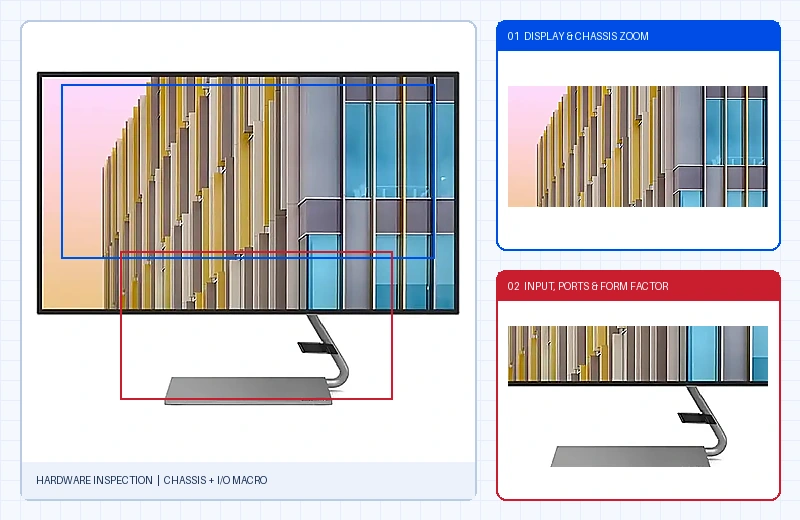 01 DISPLAY & CHASSIS ZOOM
02 INPUT, PORTS & FORM FACTOR
HARDWARE INSPECTION | CHASSIS + I/O MACRO